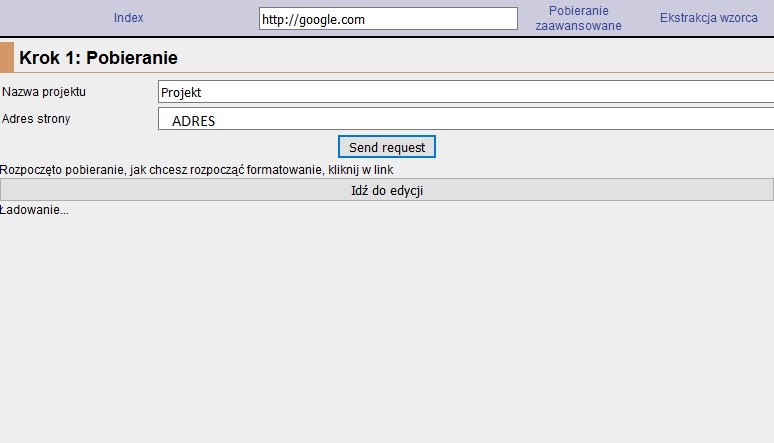 Index
http://google.com
Pobieranie
zaawansowane
Ekstrakcja wzorca
Krok 1: Pobieranie
Nazwa projektu
Projekt
Adres strony
ADRES
Send request
Rozpoczęto pobieranie, jak chcesz rozpocząć formatowanie, kliknij w link
Idź do edycji
Ładowanie...